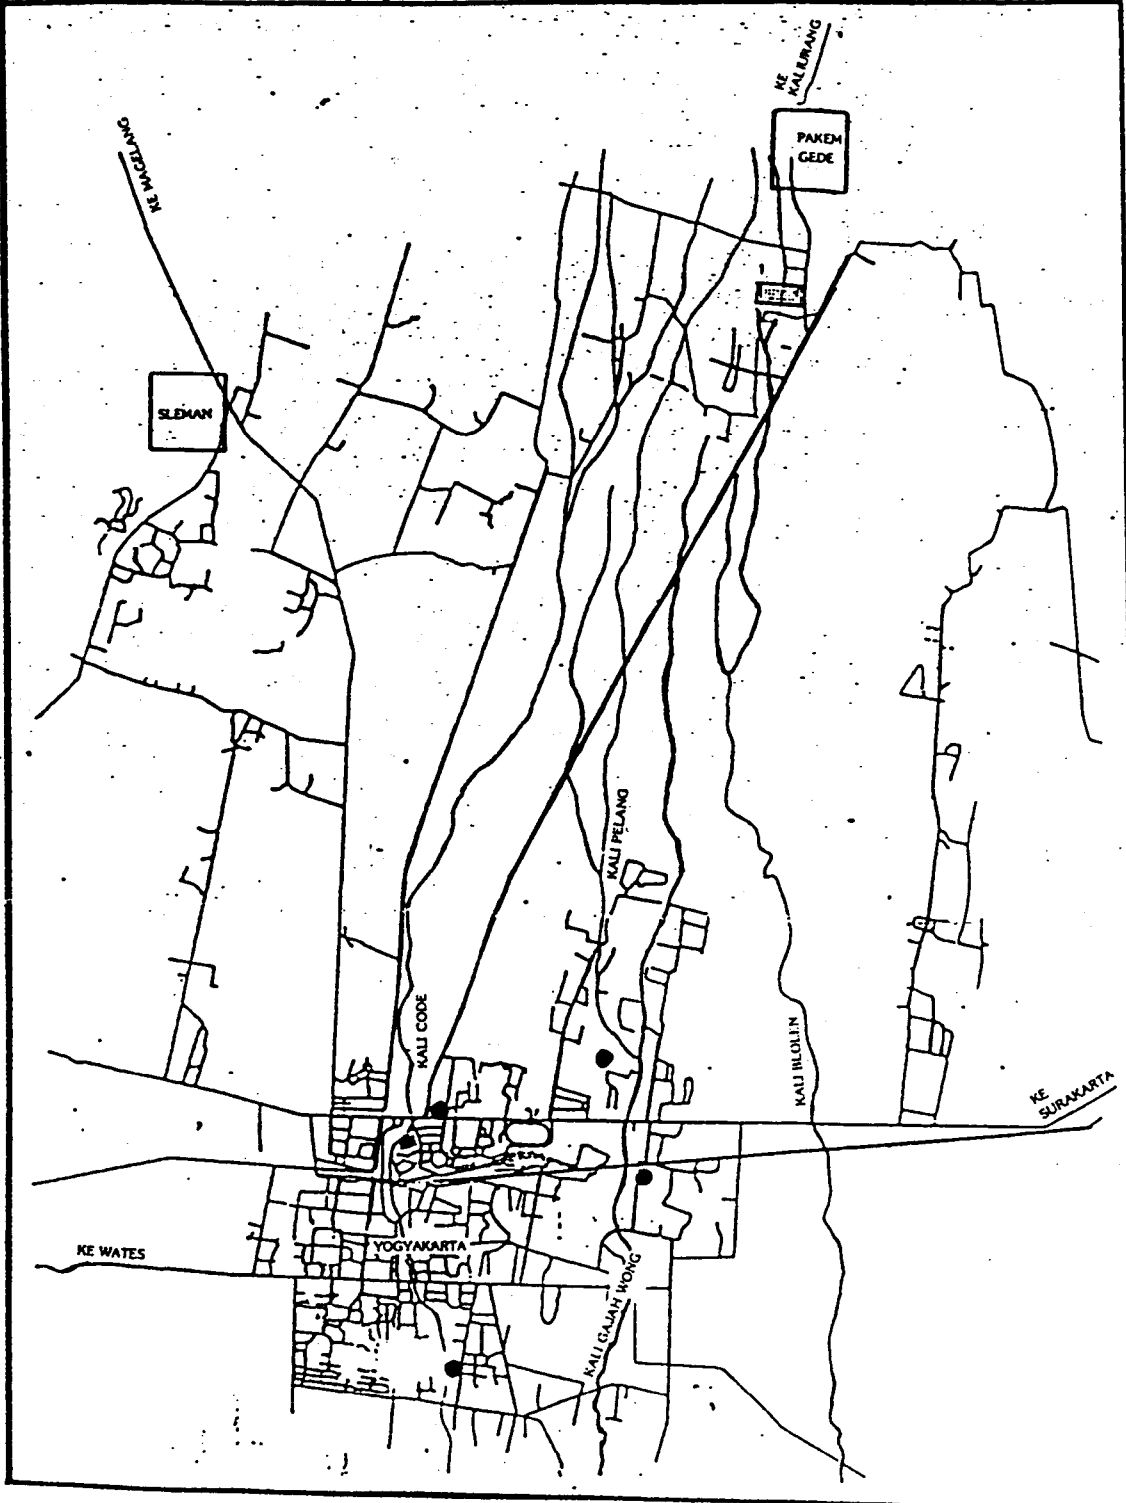 KE
KALIURANG
PAKEM
GEDE
KE MAGELANG
SLEMAN
KALI PELANG
KALI CODE
KALI BLOLEN
KE
SURAKARTA
YOGYAKARTA
KE WATES
KALI GAJAH WONG